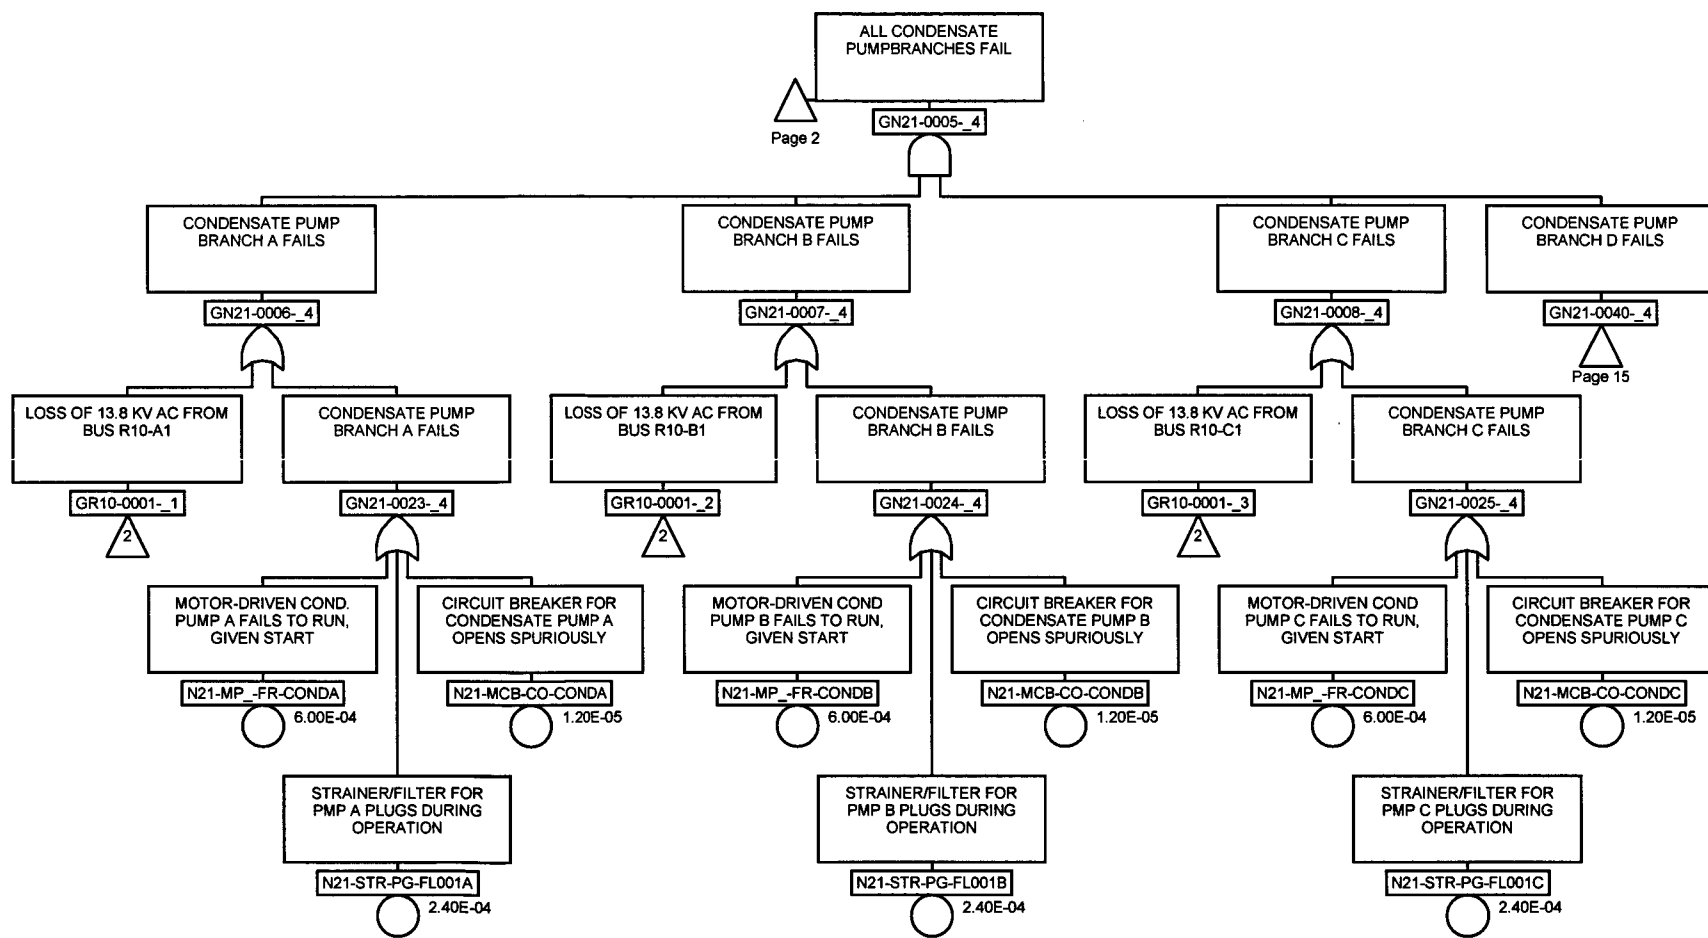 ALL CONDENSATE
PUMPBRANCHES FAIL
Page 2
GN21-0005-_4
CONDENSATE PUMP
BRANCH A FAILS
GN21-0006-_4
CONDENSATE PUMP
BRANCH B FAILS
GN21-0007-_4
CONDENSATE PUMP
BRANCH C FAILS
GN21-0008-_4
CONDENSATE PUMP
BRANCH D FAILS
GN21-0040-_4
Page 15
LOSS OF 13.8 KV AC FROM
BUS R10-A1
GR10-0001-_1
2
CONDENSATE PUMP
BRANCH A FAILS
GN21-0023-_4
LOSS OF 13.8 KV AC FROM
BUS R10-B1
GR10-0001-_2
2
CONDENSATE PUMP
BRANCH B FAILS
GN21-0024-_4
LOSS OF 13.8 KV AC FROM
BUS R10-C1
GR10-0001-_3
2
CONDENSATE PUMP
BRANCH C FAILS
GN21-0025-_4
MOTOR-DRIVEN COND.
PUMP A FAILS TO RUN,
GIVEN START
N21-MP_-FR-CONDA
6.00E-04
CIRCUIT BREAKER FOR
CONDENSATE PUMP A
OPENS SPURIOUSLY
N21-MCB-CO-CONDA
1.20E-05
MOTOR-DRIVEN COND
PUMP B FAILS TO RUN,
GIVEN START
N21-MP_-FR-CONDB
6.00E-04
CIRCUIT BREAKER FOR
CONDENSATE PUMP B
OPENS SPURIOUSLY
N21-MCB-CO-CONDB
1.20E-05
MOTOR-DRIVEN COND
PUMP C FAILS TO RUN,
GIVEN START
N21-MP_-FR-CONDC
6.00E-04
CIRCUIT BREAKER FOR
CONDENSATE PUMP C
OPENS SPURIOUSLY
N21-MCB-CO-CONDC
1.20E-05
STRAINER/FILTER FOR
PMP A PLUGS DURING
OPERATION
N21-STR-PG-FL001A
2.40E-04
STRAINER/FILTER FOR
PMP B PLUGS DURING
OPERATION
N21-STR-PG-FL001B
2.40E-04
STRAINER/FILTER FOR
PMP C PLUGS DURING
OPERATION
N21-STR-PG-FL001C
2.40E-04